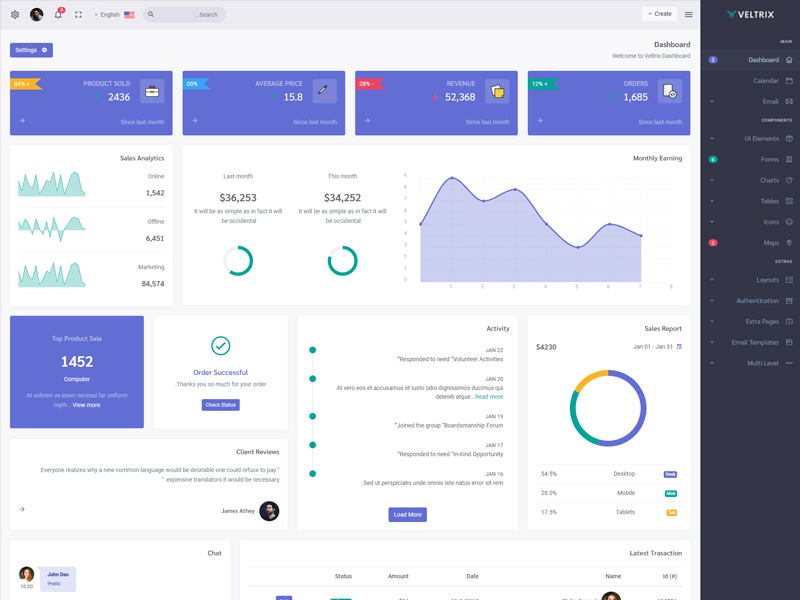 3
English
Search...
Create
VELTRIX
MAIN
2
Dashboard
Calendar
Email
COMPONENTS
UI Elements
6
Forms
Charts
Tables
Icons
2
Maps
EXTRAS
Layouts
Authentication
Extra Pages
Email Templates
Multi Level
Settings
Dashboard
Welcome to Veltrix Dashboard
84% +
PRODUCT SOLD
2436
Since last month
00%
AVERAGE PRICE
15.8
Since last month
28% -
REVENUE
52,368
Since last month
12% +
ORDERS
1,685
Since last month
Sales Analytics
Online
1,542
Offline
6,451
Marketing
84,574
Monthly Earning
Last month
$36,253
It will be as simple as in fact it will
.be occidental
This month
$34,252
It will be as simple as in fact it will
.be occidental
9
8
7
6
5
4
3
2
1
0
1
2
3
4
5
6
7
8
Top Product Sale
1452
Computer
At solmen va esser necessi far uniform
myth... View more
Order Successful
.Thanks you so much for your order
Check Status
Activity
JAN 22
"Responded to need "Volunteer Activities
JAN 20
At vero eos et accusamus et iusto odio dignissimos ducimus qui
deleniti atque...Read more
JAN 19
"Joined the group "Boardsmanship Forum
JAN 17
"Responded to need "In-Kind Opportunity
JAN 16
.Sed ut perspiciatis unde omnis iste natus error sit rem
Load More
Sales Report
$4230
Jan 01 - Jan 31
54.5%
Desktop
Desk
28.0%
Mobile
Mob
17.5%
Tablets
Tab
Client Reviews
Everyone realizes why a new common language would be desirable one could refuse to pay "
" .expensive translators it would be necessary
James Athey
Chat
John Deo
!Hello
10:00
Latest Trasaction
Status
Amount
Date
Name
Id (#)